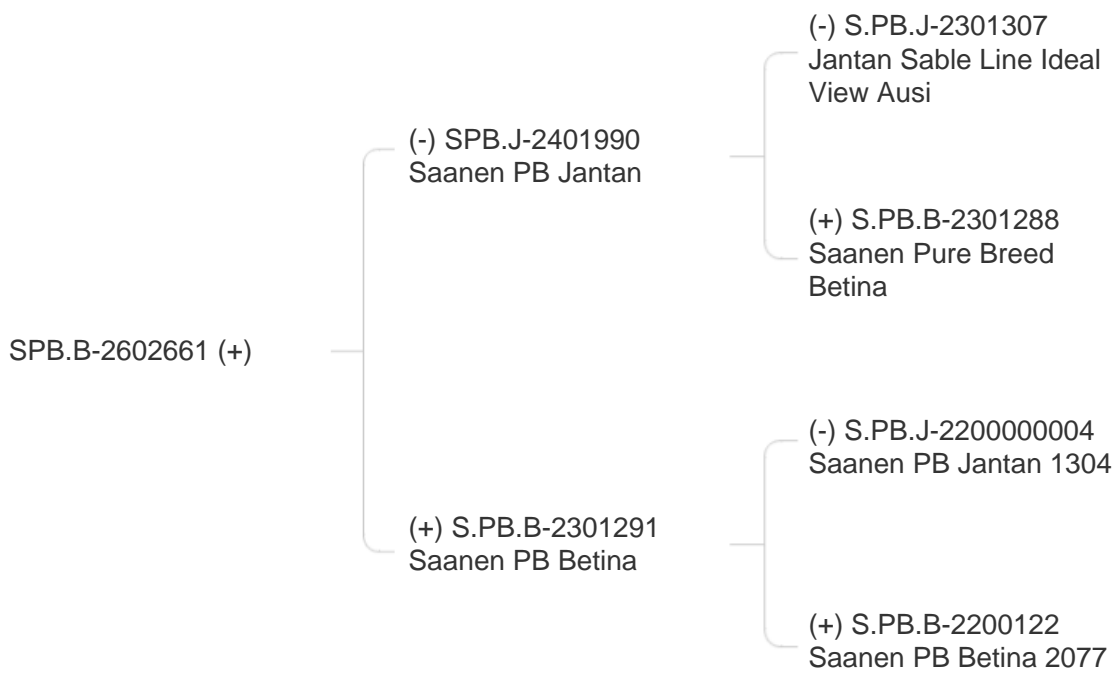 (-) S.PB.J-2301307
Jantan Sable Line Ideal
View Ausi
(-) SPB.J-2401990
Saanen PB Jantan
(+) S.PB.B-2301288
Saanen Pure Breed
Betina
SPB.B-2602661 (+)
(-) S.PB.J-2200000004
Saanen PB Jantan 1304
(+) S.PB.B-2301291
Saanen PB Betina
(+) S.PB.B-2200122
Saanen PB Betina 2077